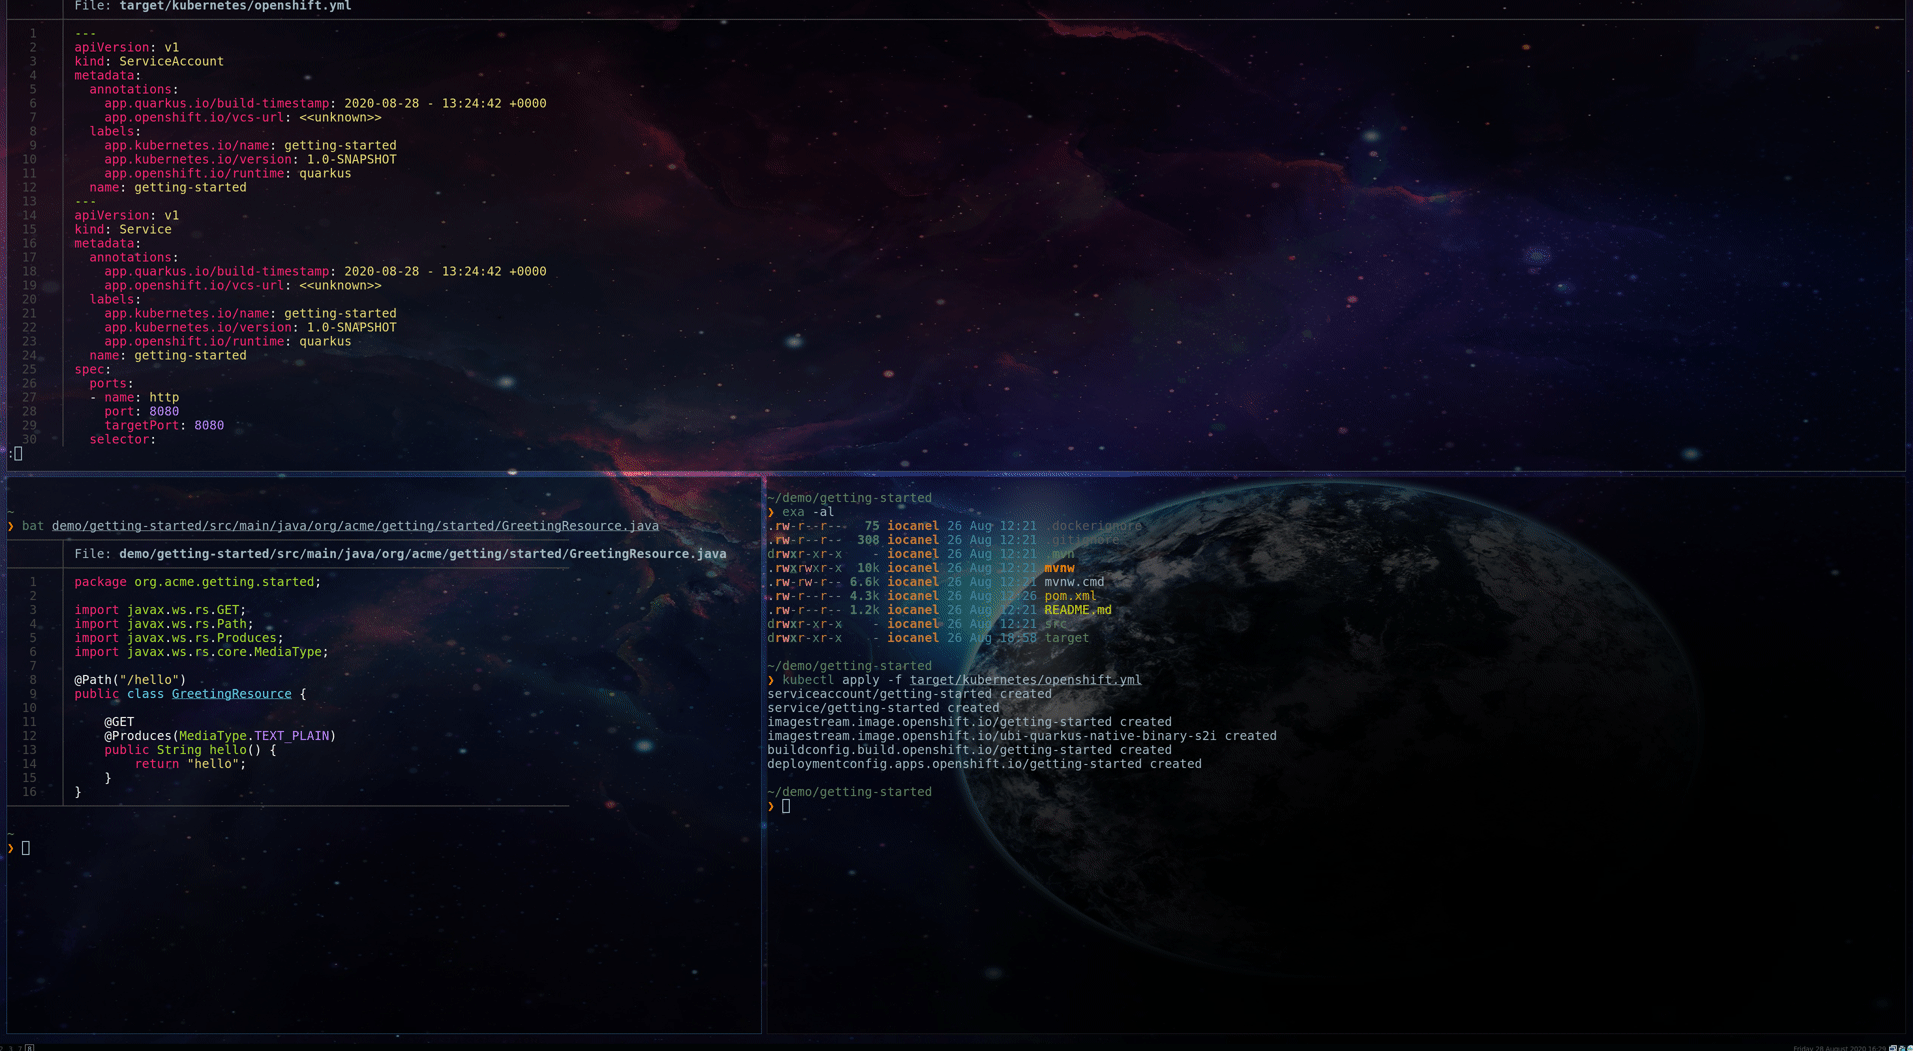 File: target/kubernetes/openshift.yml
1 ---
2 apiVersion: v1
3 kind: ServiceAccount
4 metadata:
5 annotations:
6 app.quarkus.io/build-timestamp: 2020-08-28 - 13:24:42 +0000
7 app.openshift.io/vcs-url: <<unknown>>
8 labels:
9 app.kubernetes.io/name: getting-started
10 app.kubernetes.io/version: 1.0-SNAPSHOT
11 app.openshift.io/runtime: quarkus
12 name: getting-started
13 ---
14 apiVersion: v1
15 kind: Service
16 metadata:
17 annotations:
18 app.quarkus.io/build-timestamp: 2020-08-28 - 13:24:42 +0000
19 app.openshift.io/vcs-url: <<unknown>>
20 labels:
21 app.kubernetes.io/name: getting-started
22 app.kubernetes.io/version: 1.0-SNAPSHOT
23 app.openshift.io/runtime: quarkus
24 name: getting-started
25 spec:
26 ports:
27 - name: http
28 port: 8080
29 targetPort: 8080
30 selector:
:
~
❯ bat demo/getting-started/src/main/java/org/acme/getting/started/GreetingResource.java
File: demo/getting-started/src/main/java/org/acme/getting/started/GreetingResource.java
1 package org.acme.getting.started;
2
3 import javax.ws.rs.GET;
4 import javax.ws.rs.Path;
5 import javax.ws.rs.Produces;
6 import javax.ws.rs.core.MediaType;
7
8 @Path("/hello")
9 public class GreetingResource {
10
11 @GET
12 @Produces(MediaType.TEXT_PLAIN)
13 public String hello() {
14 return "hello";
15 }
16 }
~
❯
~/demo/getting-started
❯ exa -al
.rw-r--r-- 75 iocanel 26 Aug 12:21 .dockerignore
.rw-r--r-- 308 iocanel 26 Aug 12:21 .gitignore
drwxr-xr-x - iocanel 26 Aug 12:21 .mvn
.rwxrwxr-x 10k iocanel 26 Aug 12:21 mvnw
.rw-rw-r-- 6.6k iocanel 26 Aug 12:21 mvnw.cmd
.rw-r--r-- 4.3k iocanel 26 Aug 12:26 pom.xml
.rw-r--r-- 1.2k iocanel 26 Aug 12:21 README.md
drwxr-xr-x - iocanel 26 Aug 12:21 src
drwxr-xr-x - iocanel 26 Aug 18:58 target
~/demo/getting-started
❯ kubectl apply -f target/kubernetes/openshift.yml
serviceaccount/getting-started created
service/getting-started created
imagestream.image.openshift.io/getting-started created
imagestream.image.openshift.io/ubi-quarkus-native-binary-s2i created
buildconfig.build.openshift.io/getting-started created
deploymentconfig.apps.openshift.io/getting-started created
~/demo/getting-started
❯
2 3 7 8
Friday 28 August 2020 16:29